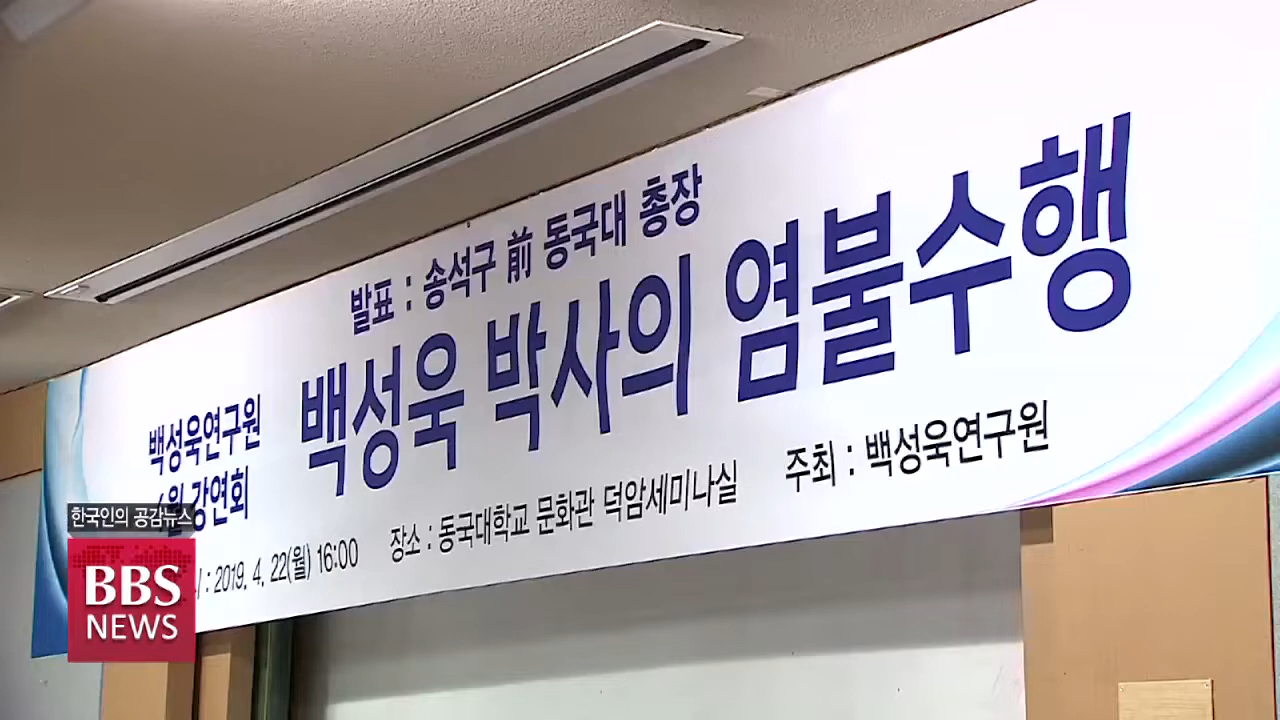 발표 : 송석구 前 동국대 총장
백성욱연구원
월 강연회
백성욱 박사의 염불수행
: 2019. 4. 22(월) 16:00
장소 : 동국대학교 문화관 덕암세미나실
주최 : 백성욱연구원
한국인의 공감뉴스
BBS
NEWS